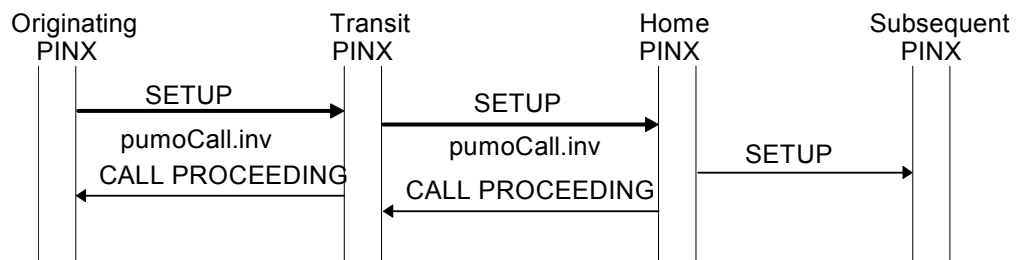 Originating
PINX
Transit
PINX
Home
PINX
Subsequent
PINX
SETUP
pumoCall.inv
CALL PROCEEDING
SETUP
pumoCall.inv
CALL PROCEEDING
SETUP